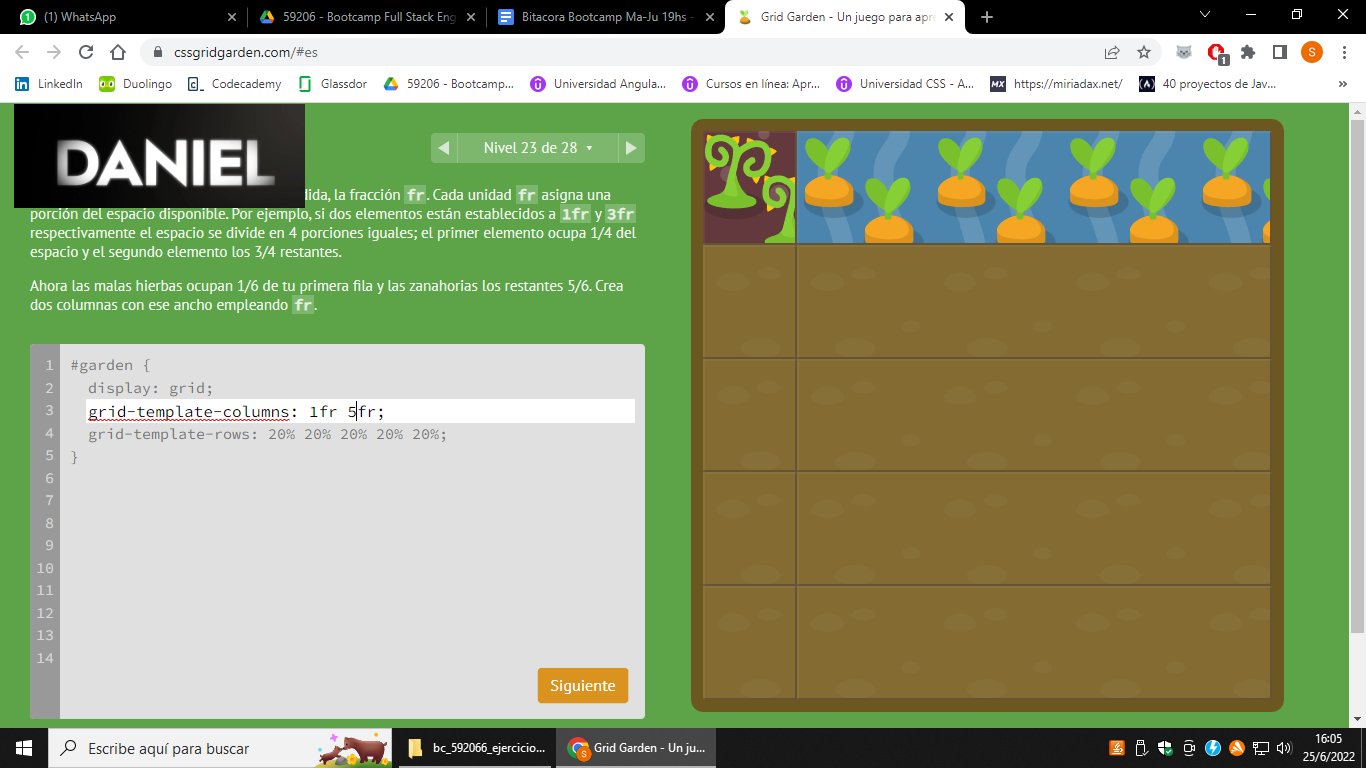 (1) WhatsApp
59206 - Bootcamp Full Stack Eng
Bitacora Bootcamp Ma-Ju 19hs -
Grid Garden - Un juego para apre
cssgridgarden.com/#es
1
S
LinkedIn
Duolingo
Codecademy
Glassdor
59206 - Bootcamp...
Universidad Angula...
Cursos en línea: Apr...
Universidad CSS - A...
MX https://miriadax.net/
40 proyectos de Jav...
»
DANIEL
Nivel 23 de 28
dida, la fracción fr. Cada unidad fr asigna una
porción del espacio disponible. Por ejemplo, si dos elementos están establecidos a 1fr y 3fr
respectivamente el espacio se divide en 4 porciones iguales; el primer elemento ocupa 1/4 del
espacio y el segundo elemento los 3/4 restantes.
Ahora las malas hierbas ocupan 1/6 de tu primera fila y las zanahorias los restantes 5/6. Crea
dos columnas con ese ancho empleando fr.
1 #garden {
2 display: grid;
3 grid-template-columns: 1fr 5fr;
4 grid-template-rows: 20% 20% 20% 20% 20%;
5 }
6
7
8
9
10
11
12
13
14
Siguiente
Escribe aquí para buscar
bc_592066_ejercicio...
Grid Garden - Un ju...
16:05
25/6/2022